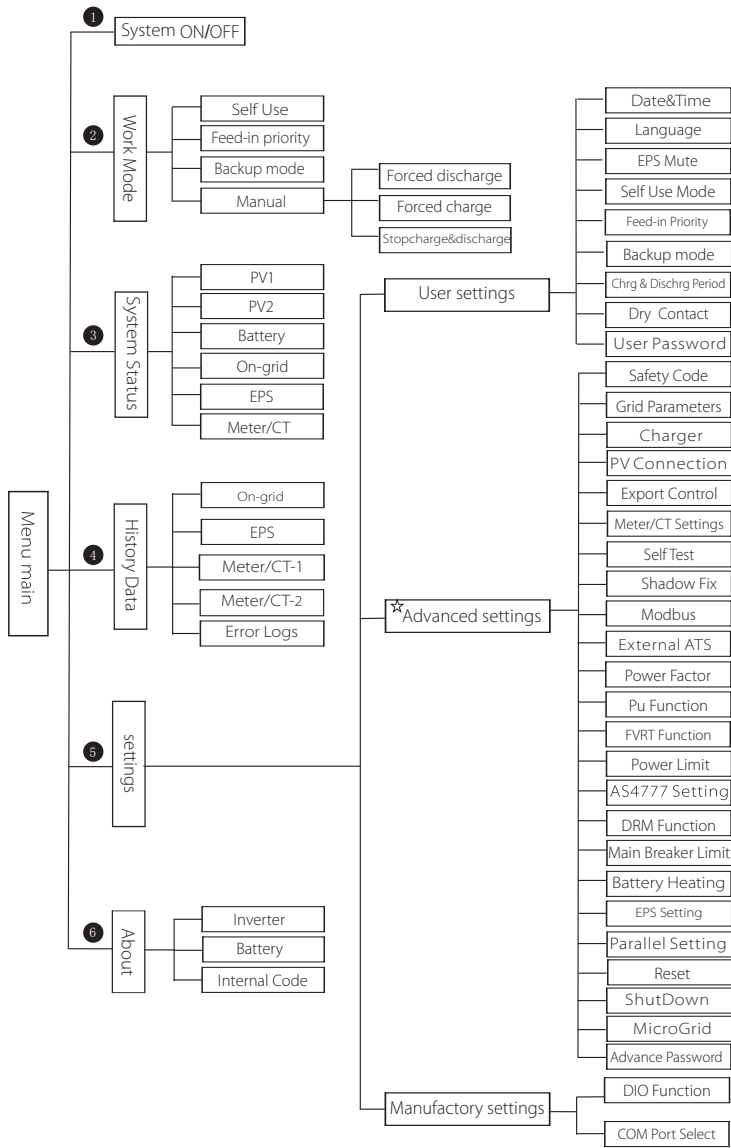 Menu main
1
System ON/OFF
2
Work Mode
Self Use
Feed-in priority
Backup mode
Manual
Forced discharge
Forced charge
Stopcharge&discharge
3
System Status
PV1
PV2
Battery
On-grid
EPS
Meter/CT
4
History Data
On-grid
EPS
Meter/CT-1
Meter/CT-2
Error Logs
5
settings
User settings
Date&Time
Language
EPS Mute
Self Use Mode
Feed-in Priority
Backup mode
Chrg & Dischrg Period
Dry Contact
User Password
☆Advanced settings
Safety Code
Grid Parameters
Charger
PV Connection
Export Control
Meter/CT Settings
Self Test
Shadow Fix
Modbus
External ATS
Power Factor
Pu Function
FVRT Function
Power Limit
AS4777 Setting
DRM Function
Main Breaker Limit
Battery Heating
EPS Setting
Parallel Setting
Reset
ShutDown
MicroGrid
Advance Password
Manufactory settings
DIO Function
COM Port Select
6
About
Inverter
Battery
Internal Code